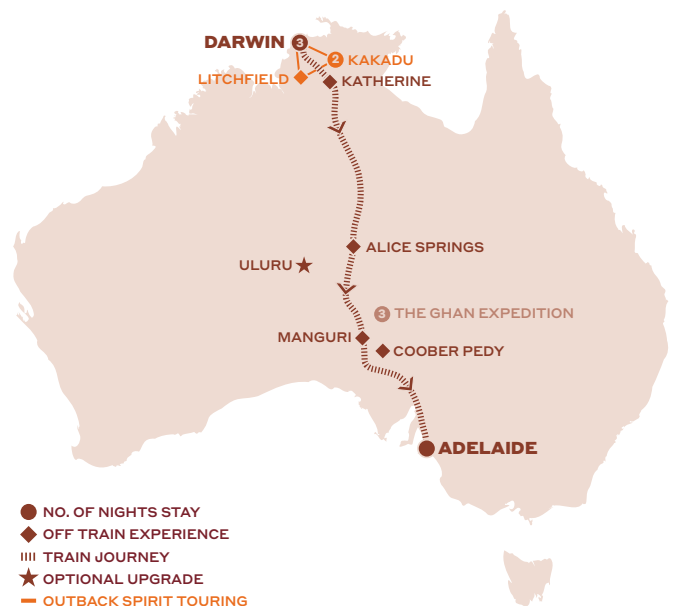 DARWIN 3
2 KAKADU
LITCHFIELD
KATHERINE
ALICE SPRINGS
ULURU
3 THE GHAN EXPEDITION
MANGURI
COOBER PEDY
ADELAIDE
NO. OF NIGHTS STAY
OFF TRAIN EXPERIENCE
TRAIN JOURNEY
OPTIONAL UPGRADE
OUTBACK SPIRIT TOURING